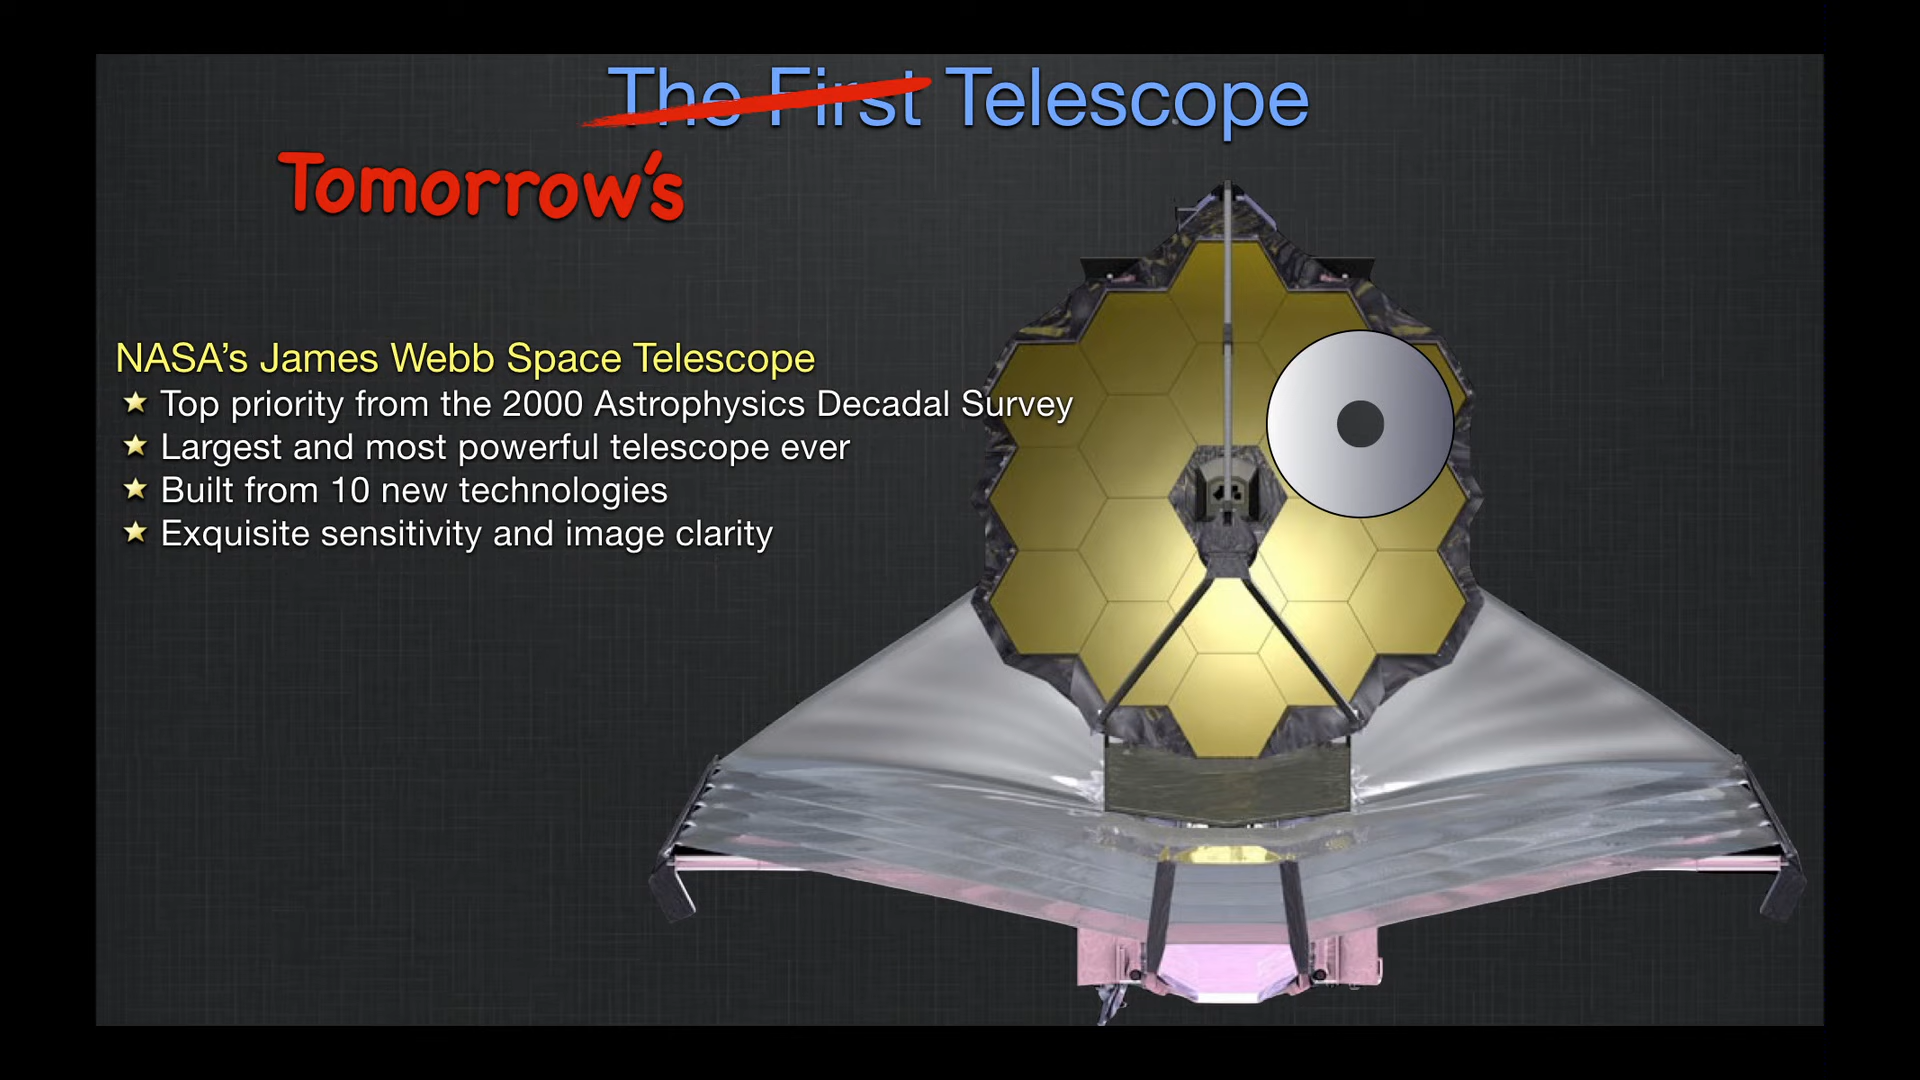 The First Telescope
Tomorrow's
NASA’s James Webb Space Telescope
Top priority from the 2000 Astrophysics Decadal Survey
Largest and most powerful telescope ever
Built from 10 new technologies
Exquisite sensitivity and image clarity